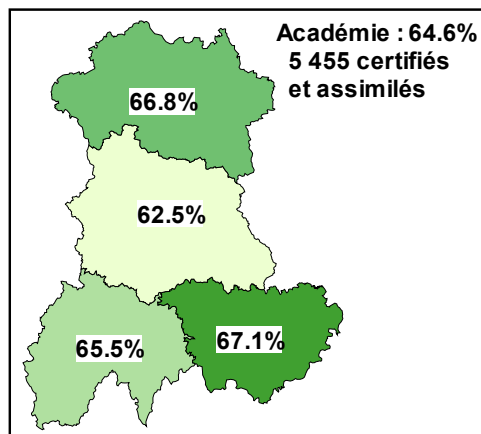 Académie : 64.6%
5 455 certifiés
et assimilés
66.8%
62.5%
65.5%
67.1%